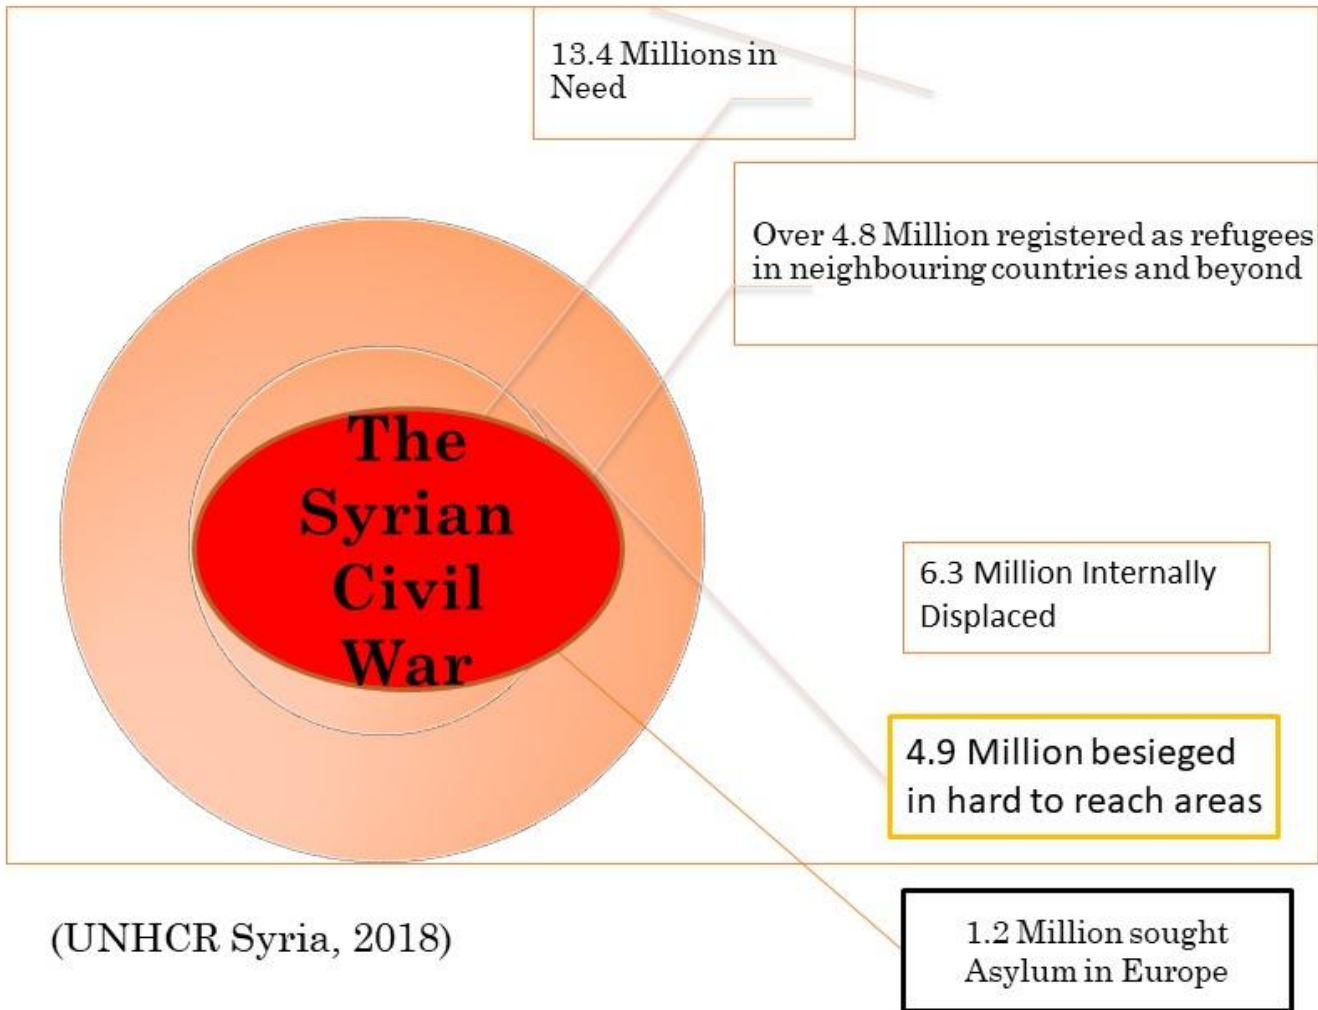 13.4 Millions in
Need
Over 4.8 Million registered as refugees
in neighbouring countries and beyond
The
Syrian
Civil
War
6.3 Million Internally
Displaced
4.9 Million besieged
in hard to reach areas
(UNHCR Syria, 2018)
1.2 Million sought
Asylum in Europe